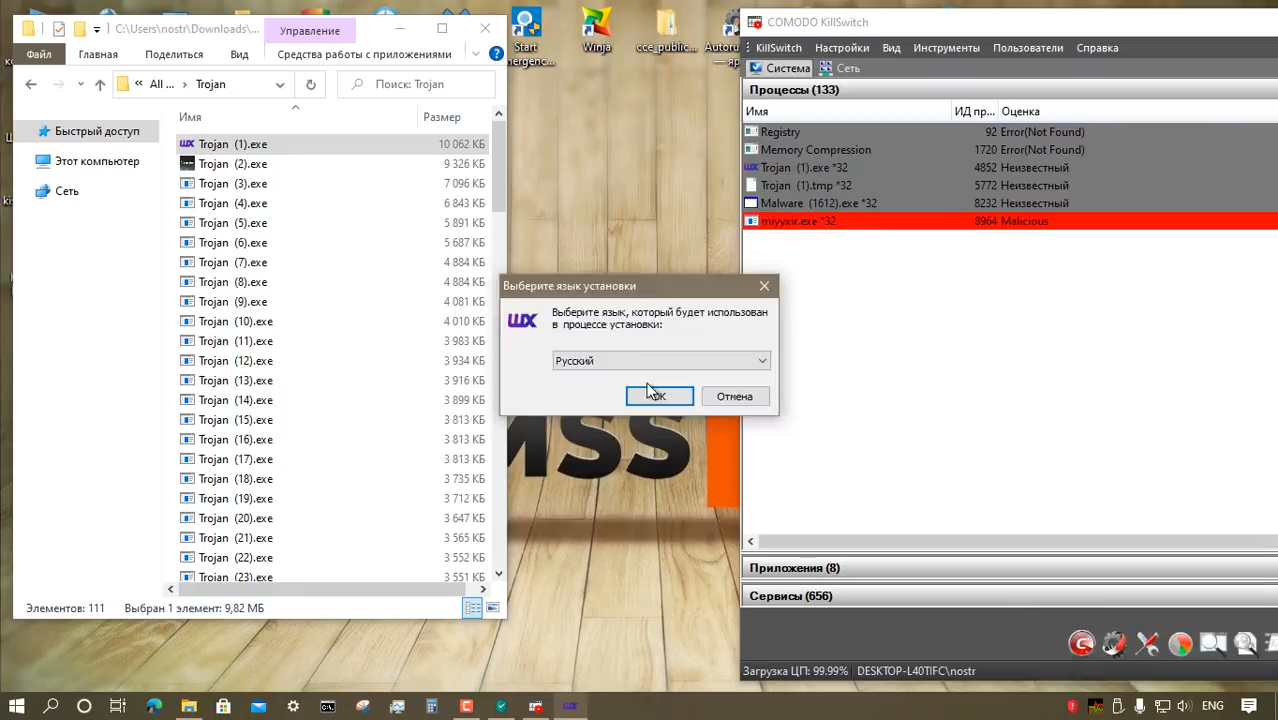 C:\Users\nostr\Downloads\...
Управление
Файл
Главная
Поделиться
Вид
Средства работы с приложениями
All ...
Trojan
Поиск: Trojan
Быстрый доступ
Этот компьютер
Сеть
Имя
Размер
Trojan (1).exe 10 062 КБ
Trojan (2).exe 9 326 КБ
Trojan (3).exe 7 096 КБ
Trojan (4).exe 6 843 КБ
Trojan (5).exe 5 891 КБ
Trojan (6).exe 5 687 КБ
Trojan (7).exe 4 884 КБ
Trojan (8).exe 4 884 КБ
Trojan (9).exe 4 081 КБ
Trojan (10).exe 4 010 КБ
Trojan (11).exe 3 983 КБ
Trojan (12).exe 3 934 КБ
Trojan (13).exe 3 916 КБ
Trojan (14).exe 3 899 КБ
Trojan (15).exe 3 813 КБ
Trojan (16).exe 3 813 КБ
Trojan (17).exe 3 813 КБ
Trojan (18).exe 3 735 КБ
Trojan (19).exe 3 712 КБ
Trojan (20).exe 3 647 КБ
Trojan (21).exe 3 565 КБ
Trojan (22).exe 3 552 КБ
Trojan (23).exe 3 551 КБ
Элементов: 111
Выбран 1 элемент: 9,82 МБ
Start
Winja
cce_public...
Выберите язык установки
Выберите язык, который будет использован
в процессе установки:
Русский
OK
Отмена
MSS
COMODO KillSwitch
KillSwitch
Настройки
Вид
Инструменты
Пользователи
Справка
Система
Сеть
Процессы (133)
Имя
ИД пр...
Оценка
Registry 92 Error(Not Found)
Memory Compression 1720 Error(Not Found)
Trojan (1).exe *32 4852 Неизвестный
Trojan (1).tmp *32 5772 Неизвестный
Malware (1612).exe *32 8232 Неизвестный
miyyxir.exe *32 8964 Malicious
Приложения (8)
Сервисы (656)
Загрузка ЦП: 99.99%
DESKTOP-L40TIFC\nostr
ENG